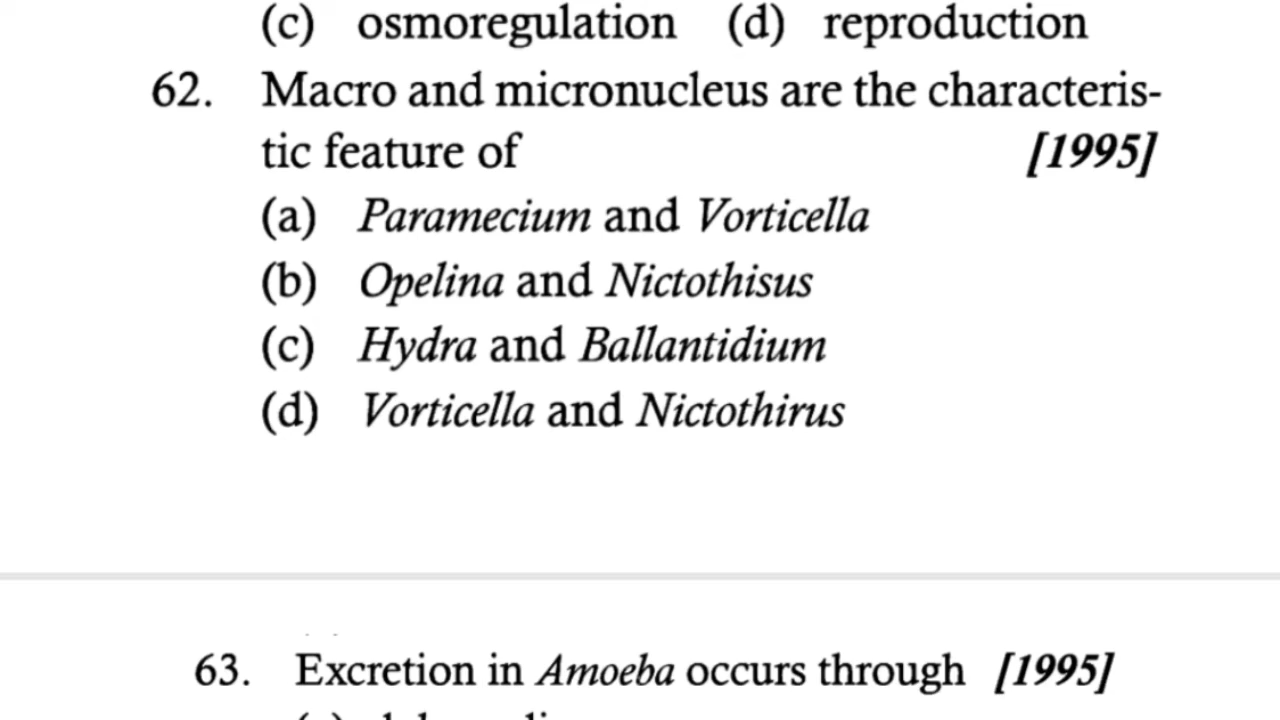 (c) osmoregulation (d) reproduction
62. Macro and micronucleus are the characteris-
tic feature of [1995]
(a) Paramecium and Vorticella
(b) Opelina and Nictothisus
(c) Hydra and Ballantidium
(d) Vorticella and Nictothirus
63. Excretion in Amoeba occurs through [1995]